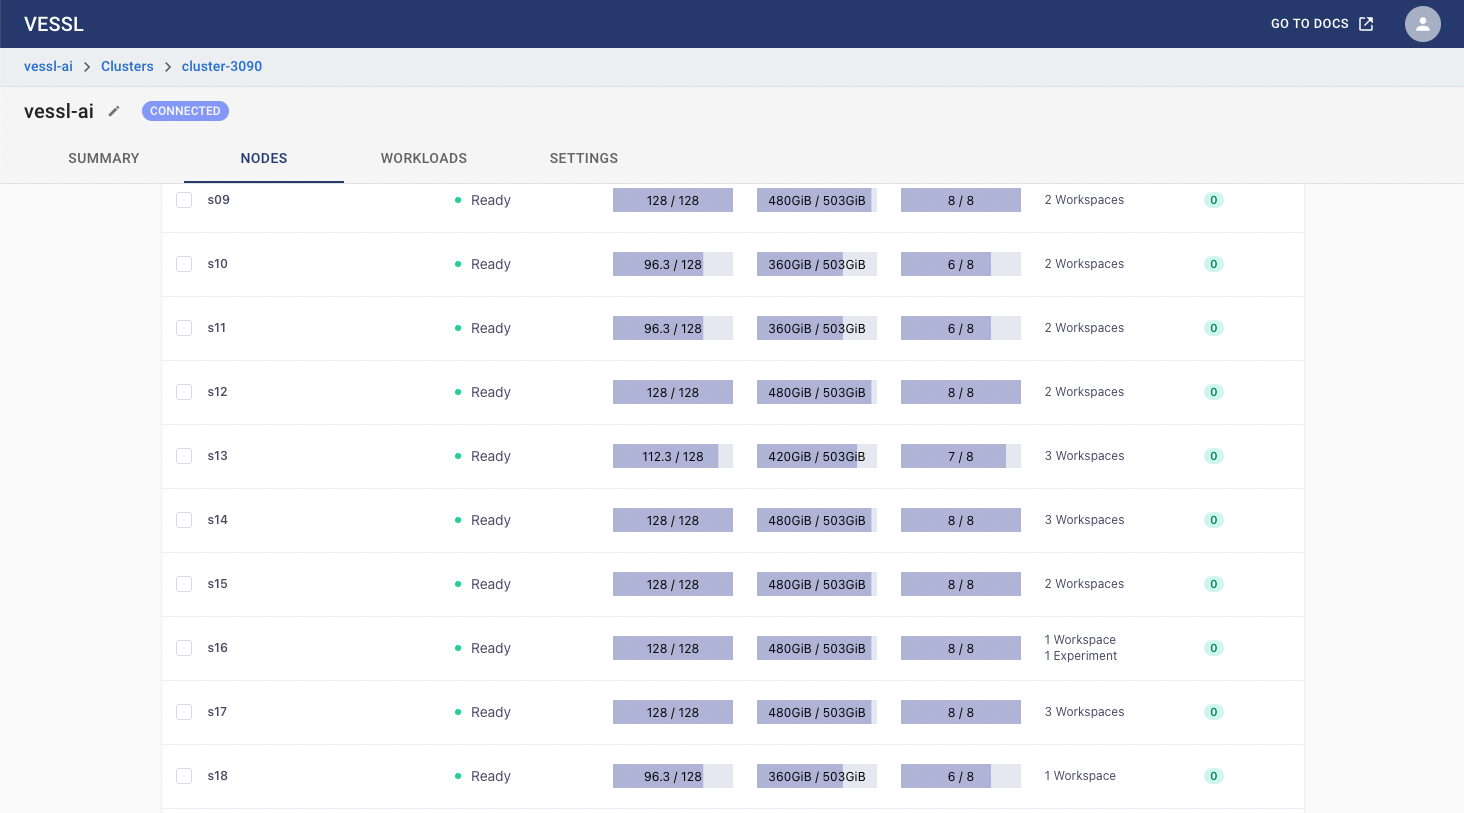 VESSL
GO TO DOCS
vessl-ai > Clusters > cluster-3090
vessl-ai CONNECTED
SUMMARY NODES WORKLOADS SETTINGS
s09 Ready 128 / 128 480GiB / 503GiB 8 / 8 2 Workspaces 0
s10 Ready 96.3 / 128 360GiB / 503GiB 6 / 8 2 Workspaces 0
s11 Ready 96.3 / 128 360GiB / 503GiB 6 / 8 2 Workspaces 0
s12 Ready 128 / 128 480GiB / 503GiB 8 / 8 2 Workspaces 0
s13 Ready 112.3 / 128 420GiB / 503GiB 7 / 8 3 Workspaces 0
s14 Ready 128 / 128 480GiB / 503GiB 8 / 8 3 Workspaces 0
s15 Ready 128 / 128 480GiB / 503GiB 8 / 8 2 Workspaces 0
s16 Ready 128 / 128 480GiB / 503GiB 8 / 8 1 Workspace 0
1 Experiment
s17 Ready 128 / 128 480GiB / 503GiB 8 / 8 3 Workspaces 0
s18 Ready 96.3 / 128 360GiB / 503GiB 6 / 8 1 Workspace 0